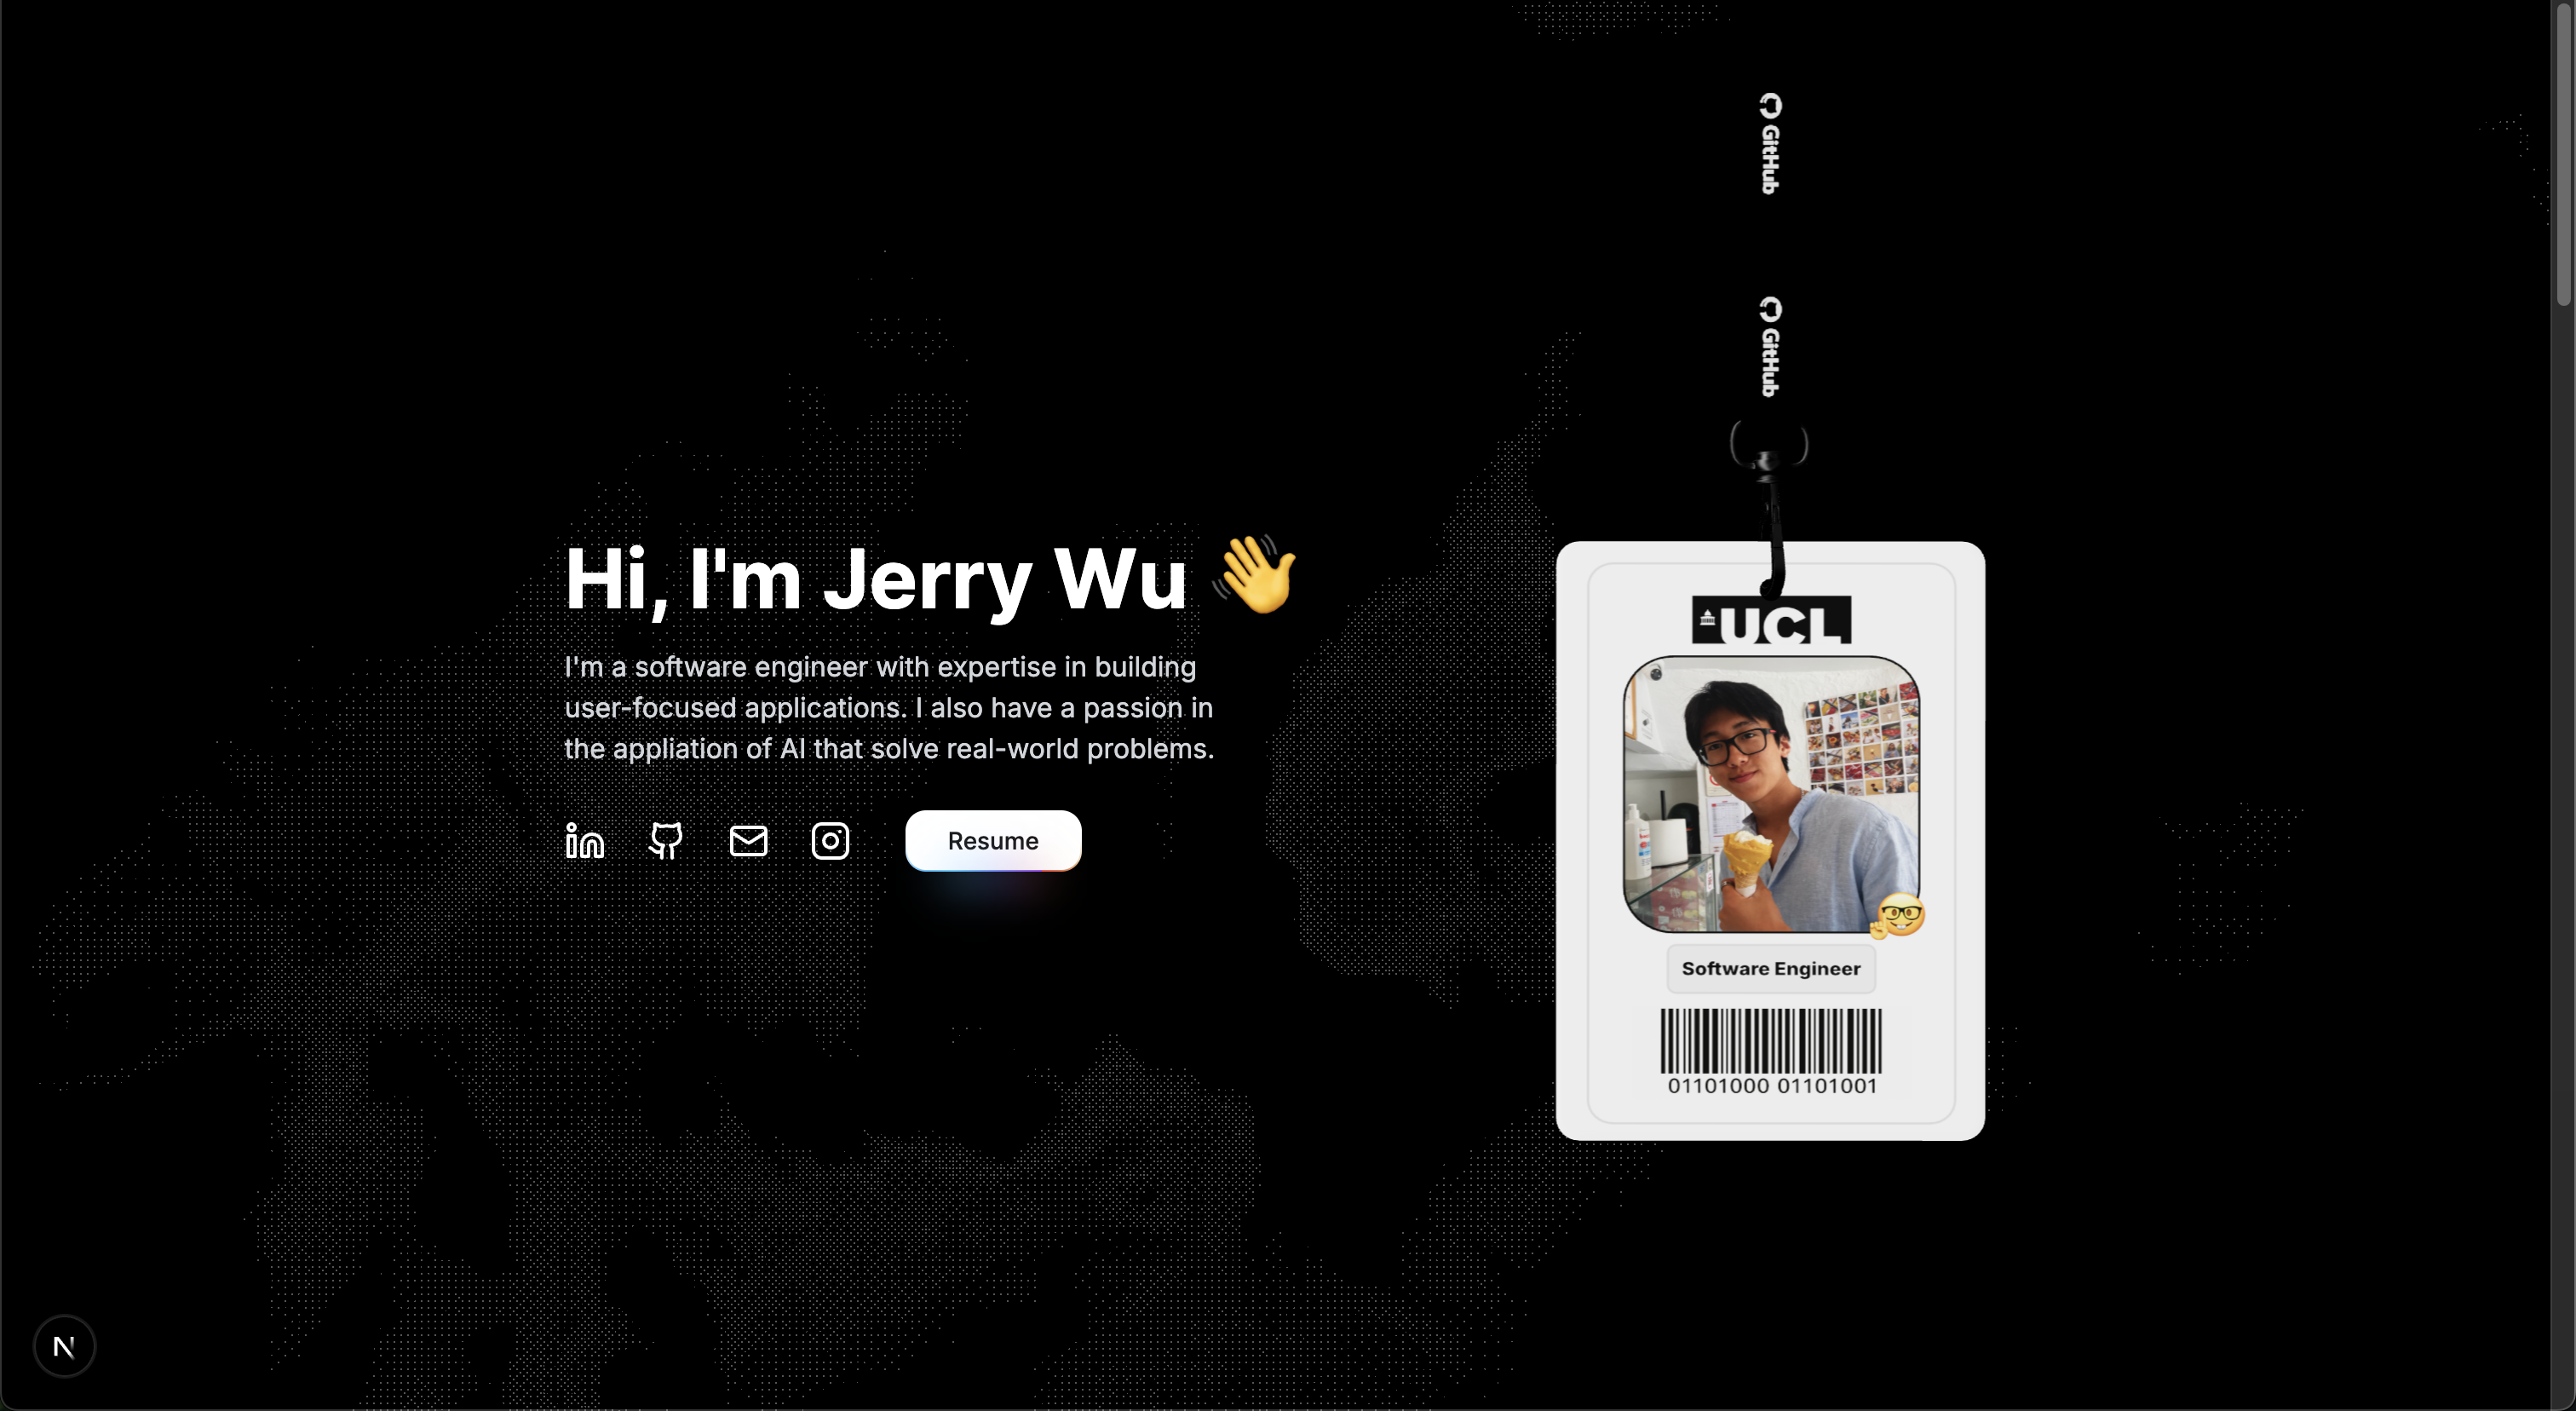 GitHub
GitHub
Hi, I'm Jerry Wu 👋
I'm a software engineer with expertise in building
user-focused applications. I also have a passion in
the appliation of AI that solve real-world problems.
in
Resume
UCL
Software Engineer
01101000 01101001
N